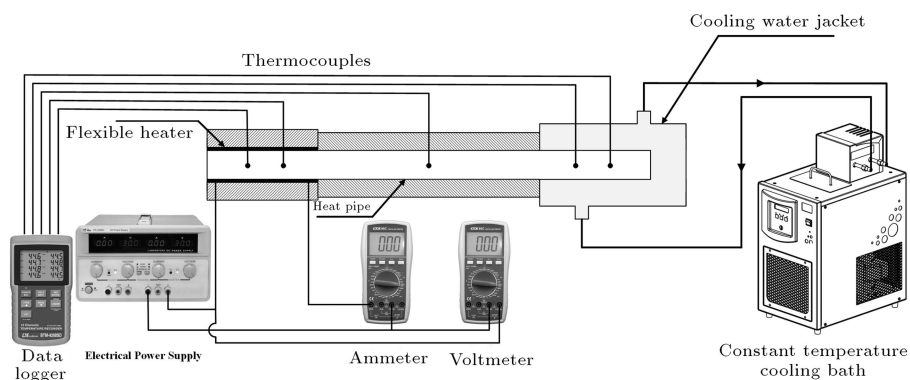 Cooling water jacket
Thermocouples
Flexible heater
Heat pipe
Data
logger
Electrical Power Supply
Ammeter
Voltmeter
Constant temperature
cooling bath